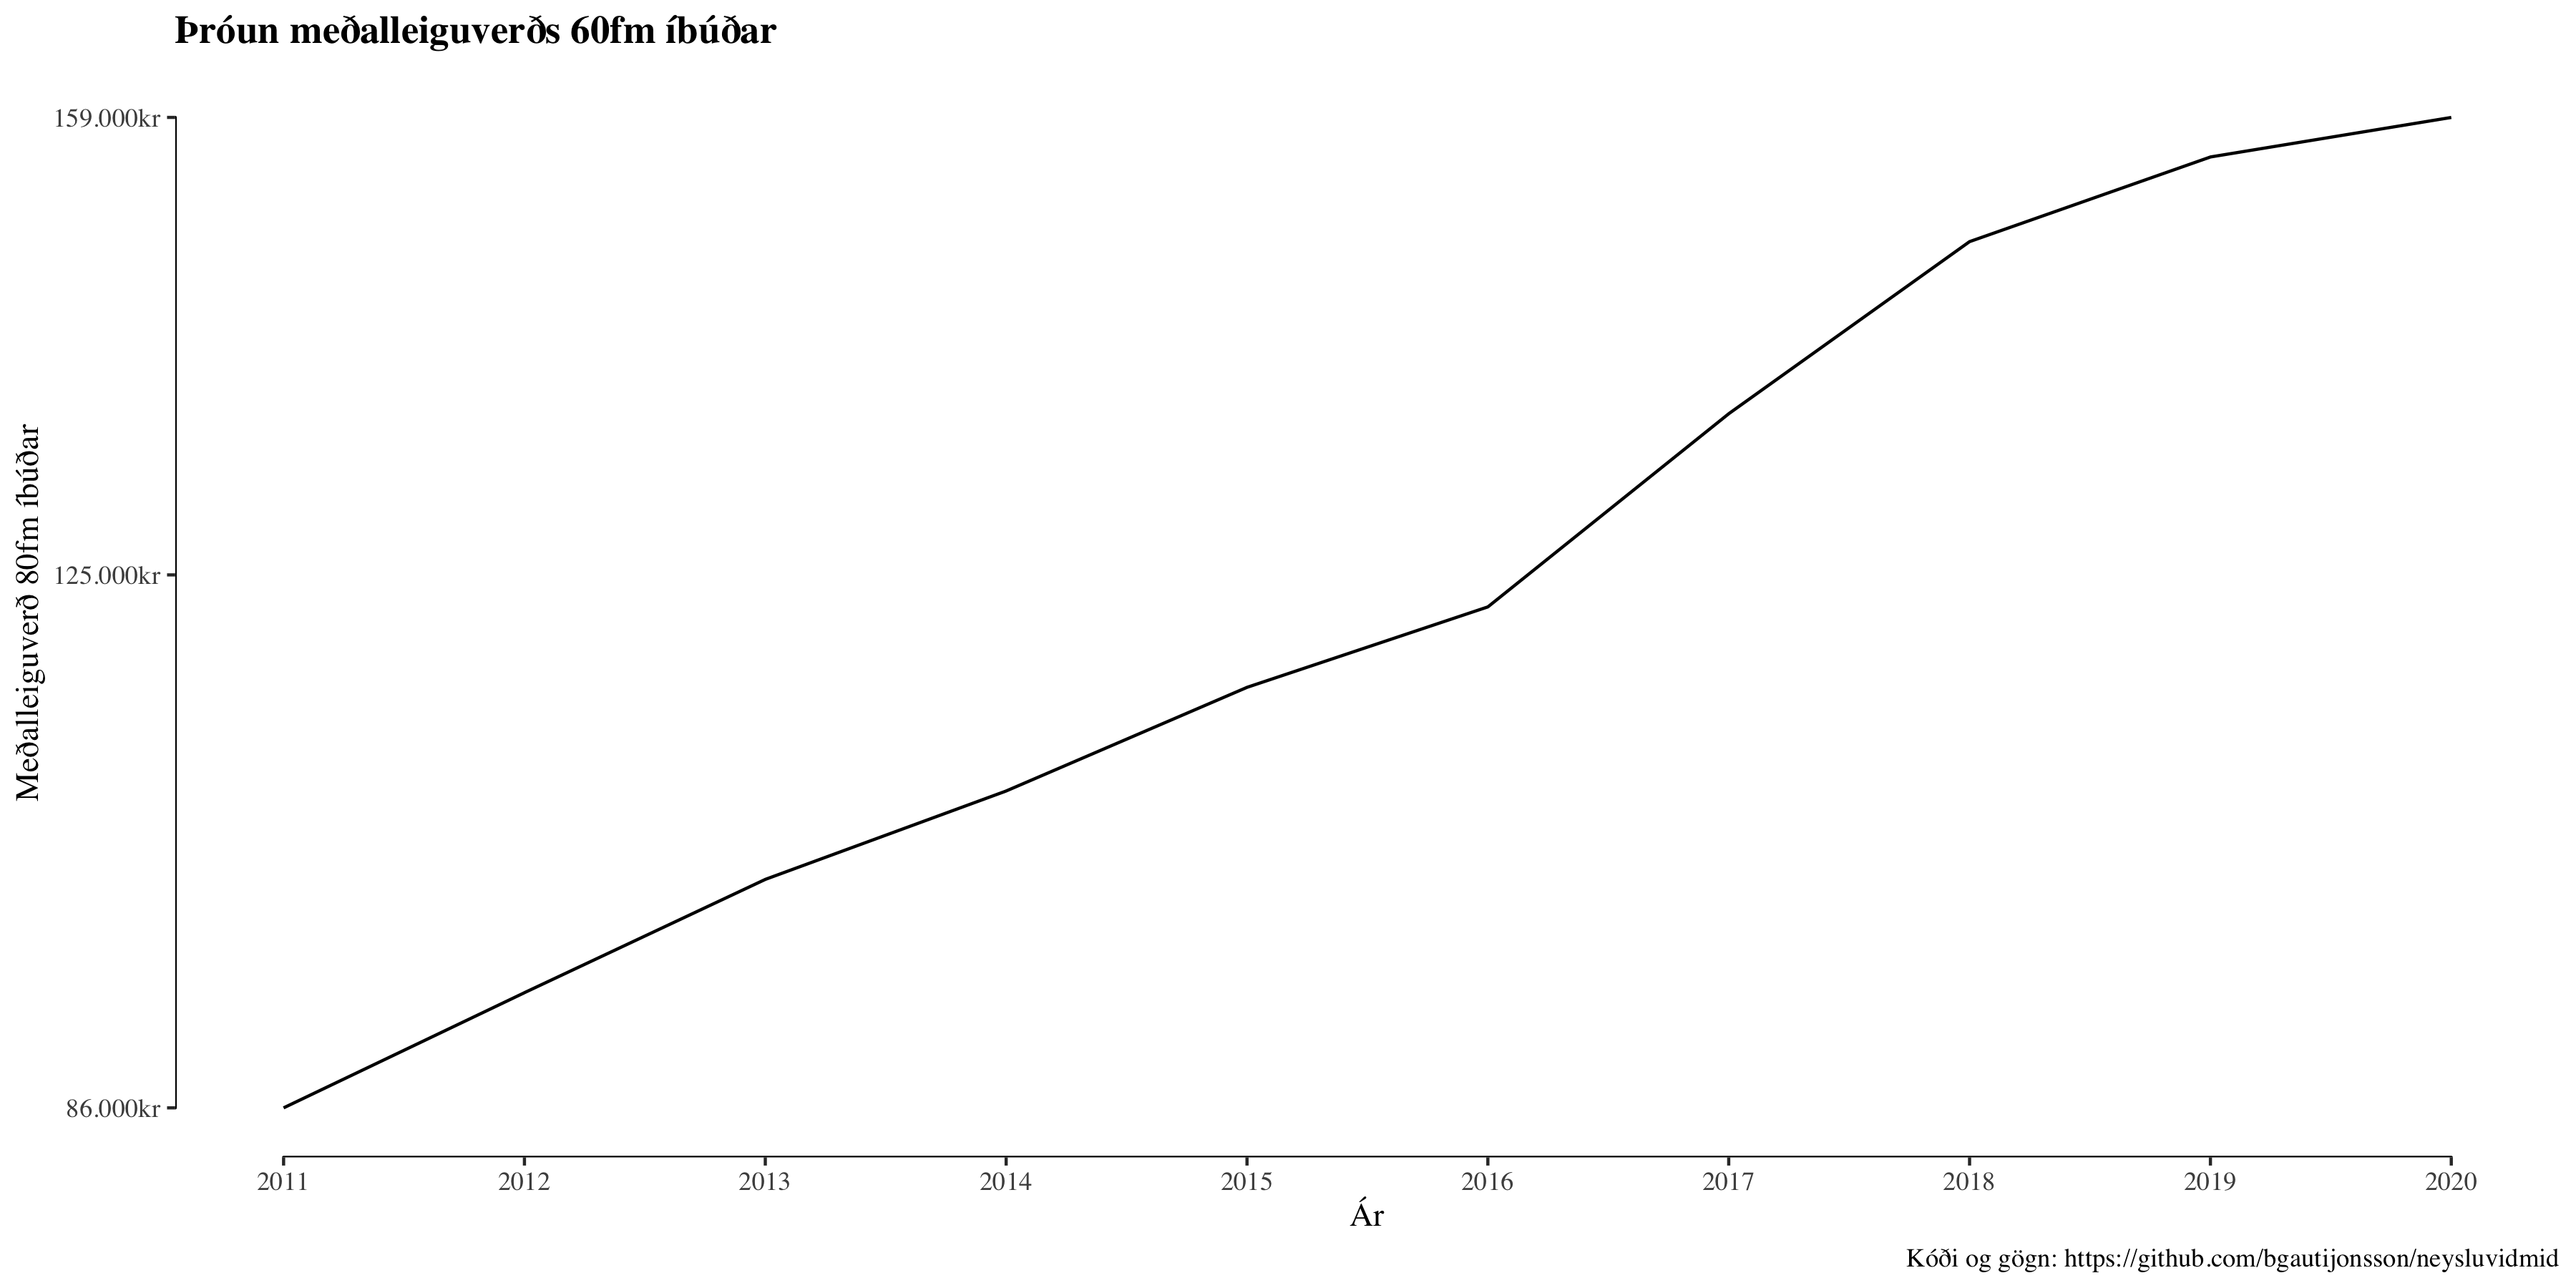 Þróun meðalleiguverðs 60fm íbúðar
159.000kr
125.000kr
86.000kr
Meðalleiguverð 80fm íbúðar
2011 2012 2013 2014 2015 2016 2017 2018 2019 2020
Ár
Kóði og gögn: https://github.com/bgautijonsson/neysluvidmid